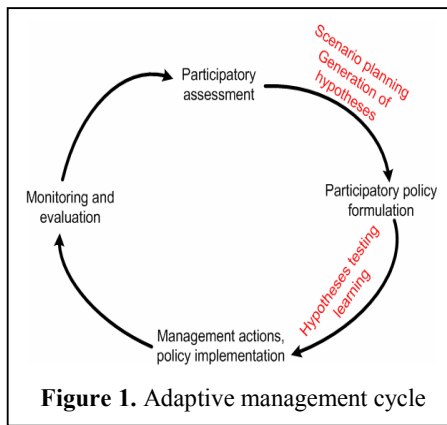 Participatory
assessment
Scenario planning
Generation of
hypotheses
Participatory policy
formulation
Hypotheses testing
learning
Management actions,
policy implementation
Monitoring and
evaluation
Figure 1. Adaptive management cycle